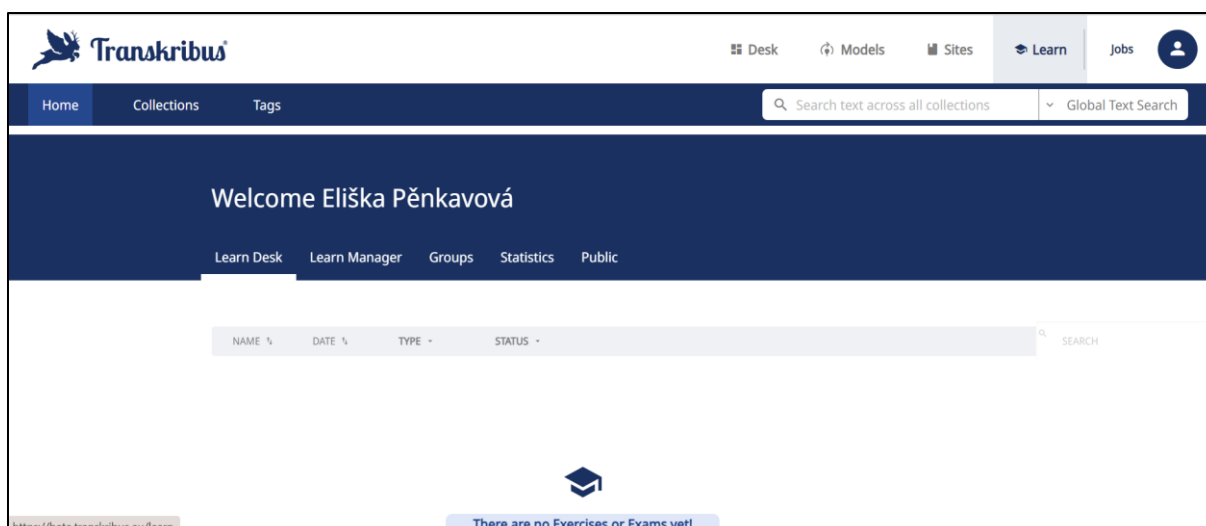 Transkribus®
Desk Models Sites Learn Jobs
Home Collections Tags Search text across all collections Global Text Search
Welcome Eliška Pěnkavová
Learn Desk Learn Manager Groups Statistics Public
NAME DATE TYPE STATUS SEARCH
There are no Exercises or Exams yet!